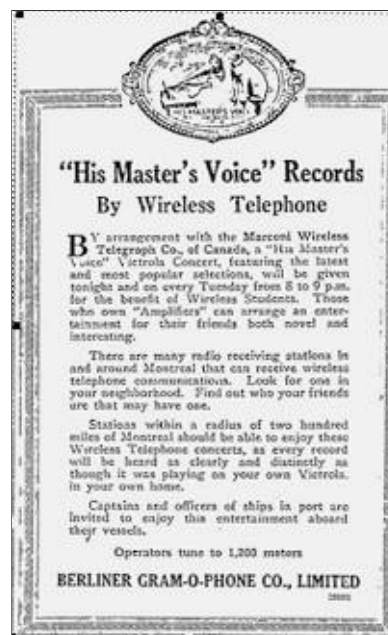 HIS MASTER'S VOICE
"His Master's Voice" Records
By Wireless Telephone
BY arrangement with the Marconi Wireless
Telegraph Co., of Canada, a "His Master's
Voice" Victrola Concert, featuring the latest
and most popular selections, will be given
tonight and on every Tuesday from 8 to 9 p.m.
for the benefit of Wireless Students. Those
who own "Amplifiers" can arrange an enter-
tainment for their friends both novel and
interesting.
There are many radio receiving stations in
and around Montreal that can receive wireless
telephone communications. Look for one in
your neighborhood. Find out who your friends
are that may have one.
Stations within a radius of two hundred
miles of Montreal should be able to enjoy these
Wireless Telephone concerts, as every record
will be heard as clearly and distinctly as
though it was playing on your own Victrola.
in your own home.
Captains and officers of ships in port are
invited to enjoy this entertainment aboard
their vessels.
Operators tune to 1,200 meters
BERLINER GRAM-O-PHONE CO., LIMITED